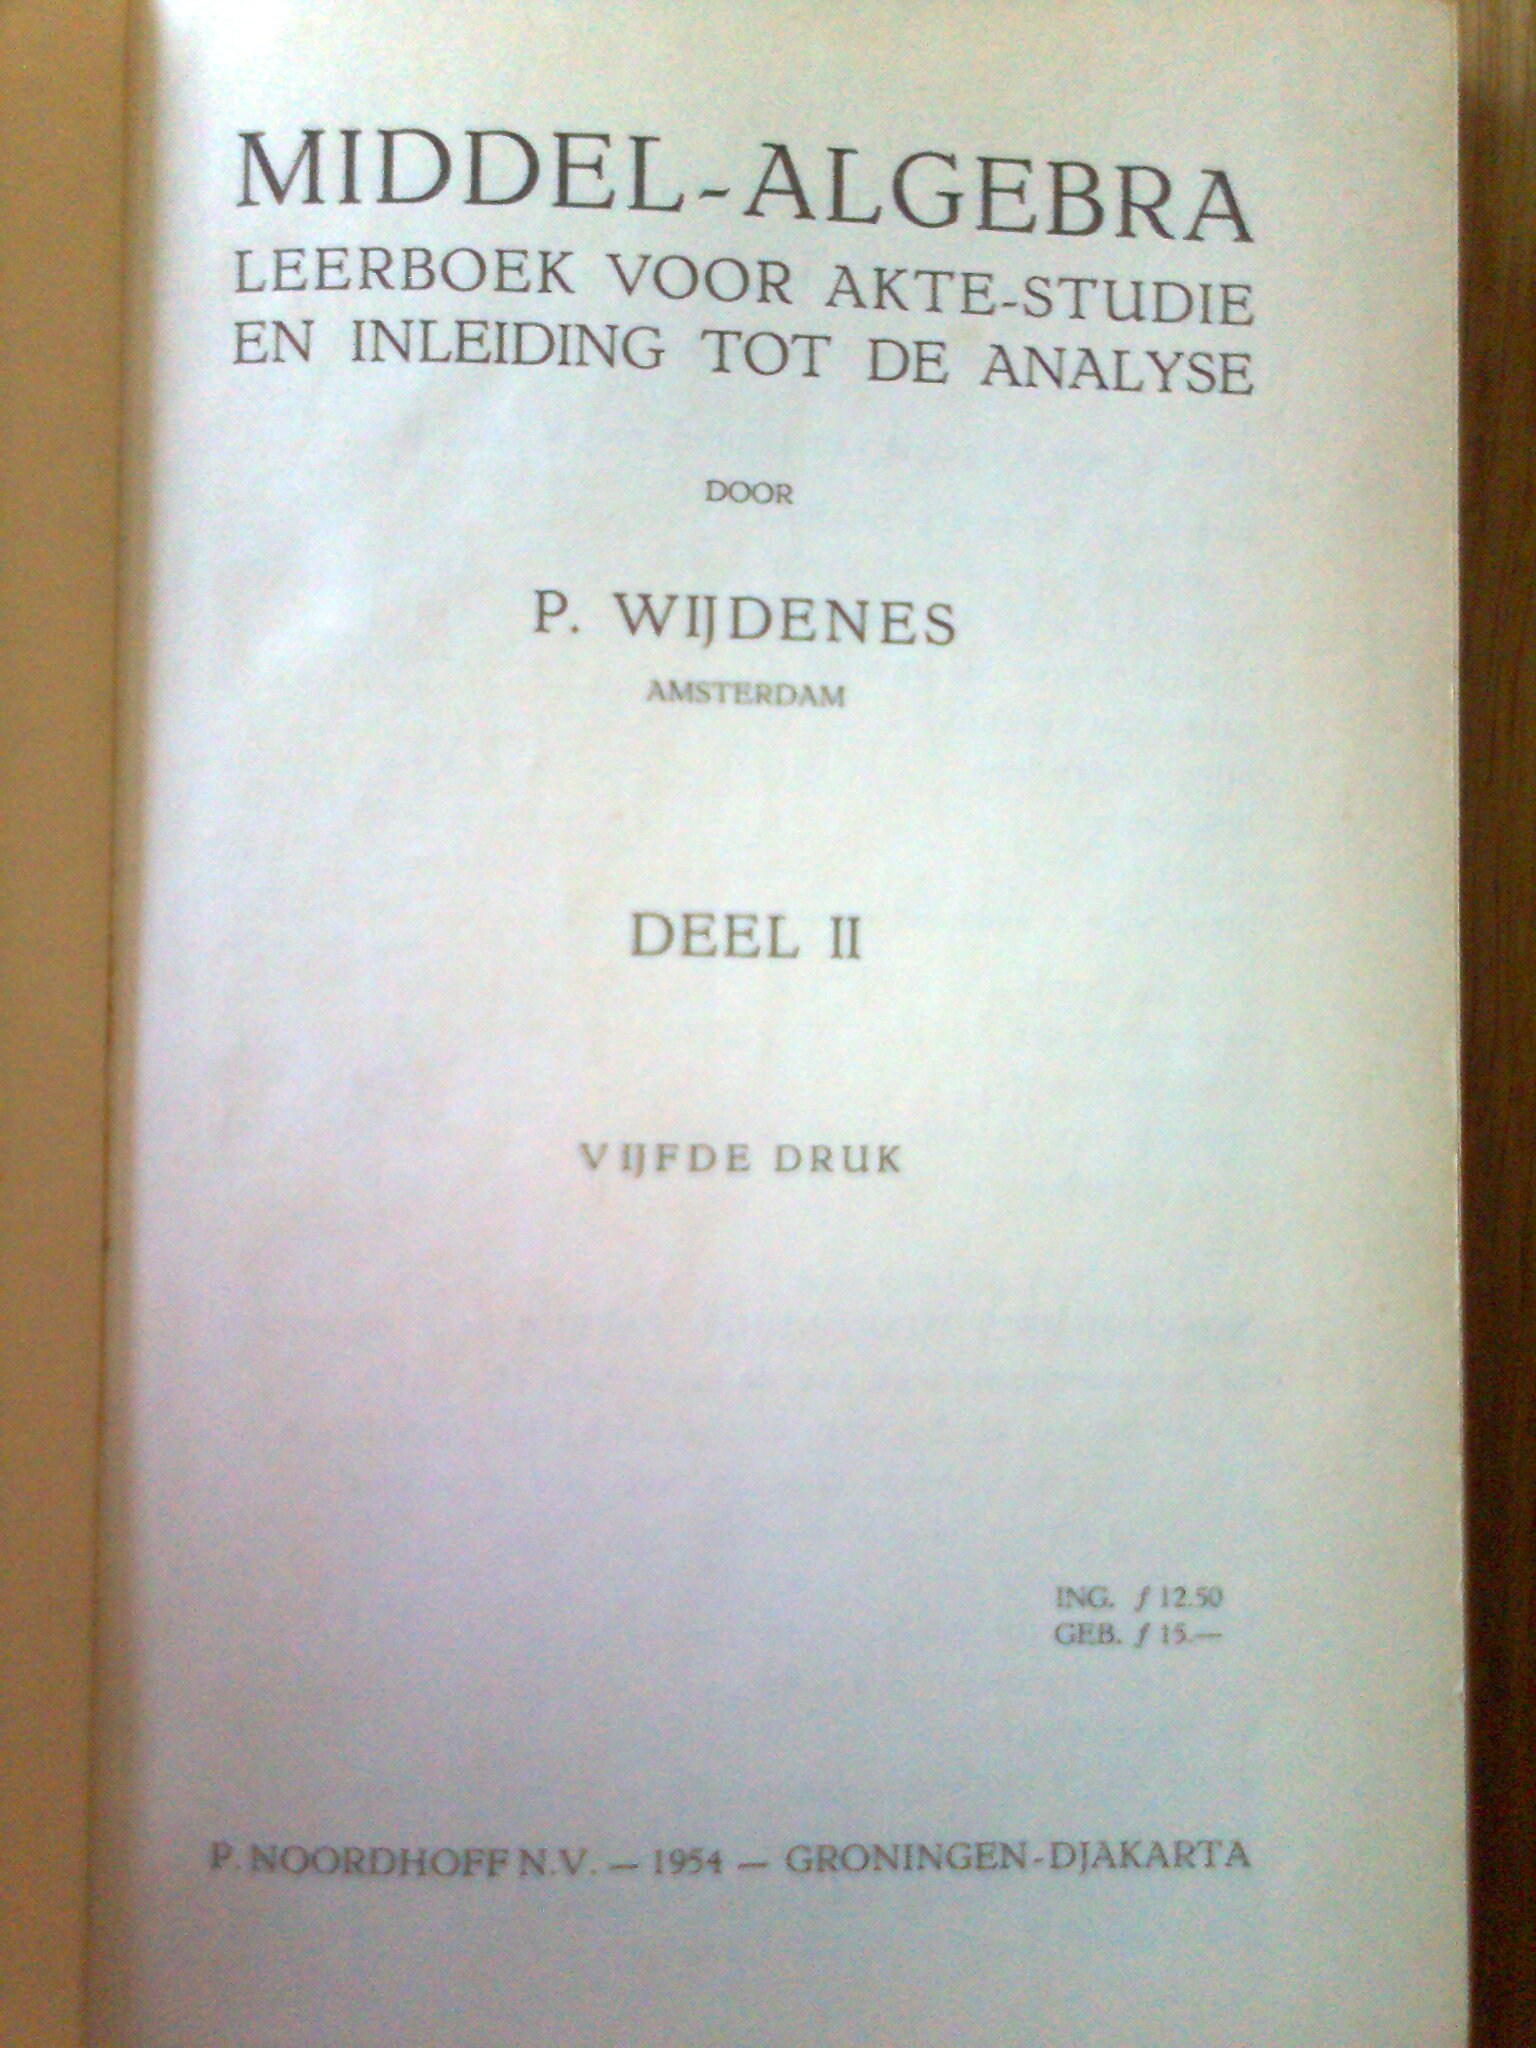 MIDDEL-ALGEBRA
LEERBOEK VOOR AKTE-STUDIE
EN INLEIDING TOT DE ANALYSE
DOOR
P. WIJDENES
AMSTERDAM
DEEL II
VIJFDE DRUK
ING. ƒ 12.50
GEB. ƒ 15.—
P. NOORDHOFF N.V. — 1954 — GRONINGEN-DJAKARTA